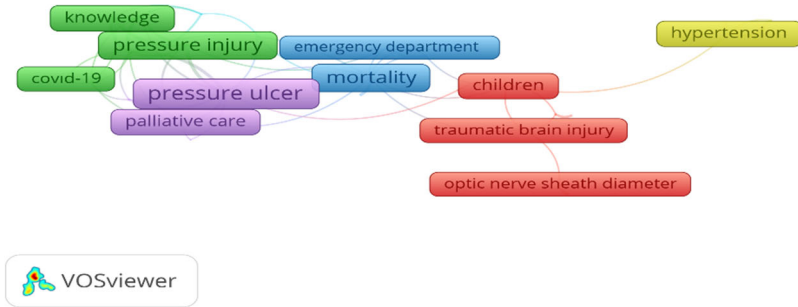 knowledge
hypertension
pressure injury
emergency department
covid-19
mortality
children
pressure ulcer
palliative care
traumatic brain injury
optic nerve sheath diameter
VOSviewer